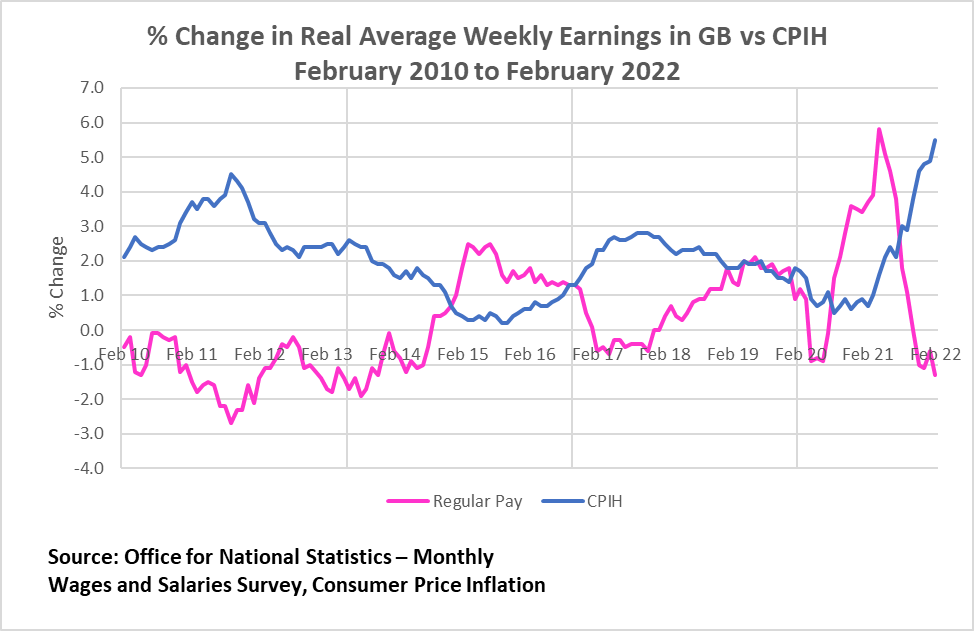 % Change in Real Average Weekly Earnings in GB vs CPIH
February 2010 to February 2022
7.0
6.0
5.0
4.0
3.0
2.0
1.0
0.0
-1.0
-2.0
-3.0
-4.0
% Change
Feb 10 Feb 11 Feb 12 Feb 13 Feb 14 Feb 15 Feb 16 Feb 17 Feb 18 Feb 19 Feb 20 Feb 21 Feb 22
Regular Pay CPIH
Source: Office for National Statistics – Monthly
Wages and Salaries Survey, Consumer Price Inflation